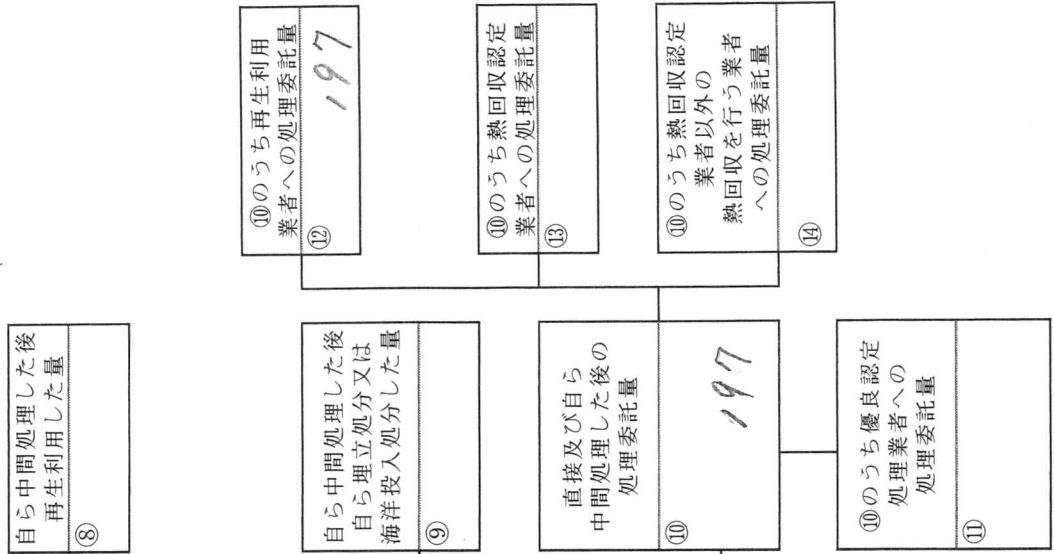 自ら中間処理した後
再生利用した量
⑧
自ら中間処理した後
自ら埋立処分又は
海洋投入処分した量
⑨
直接及び自ら
中間処理した後の
処理委託量
⑩
197
⑩のうち優良認定
処理業者への
処理委託量
⑪
⑩のうち再生利用
業者への処理委託量
⑫
197
⑩のうち熱回収認定
業者への処理委託量
⑬
⑩のうち熱回収認定
業者以外の
熱回収を行う業者
への処理委託量
⑭